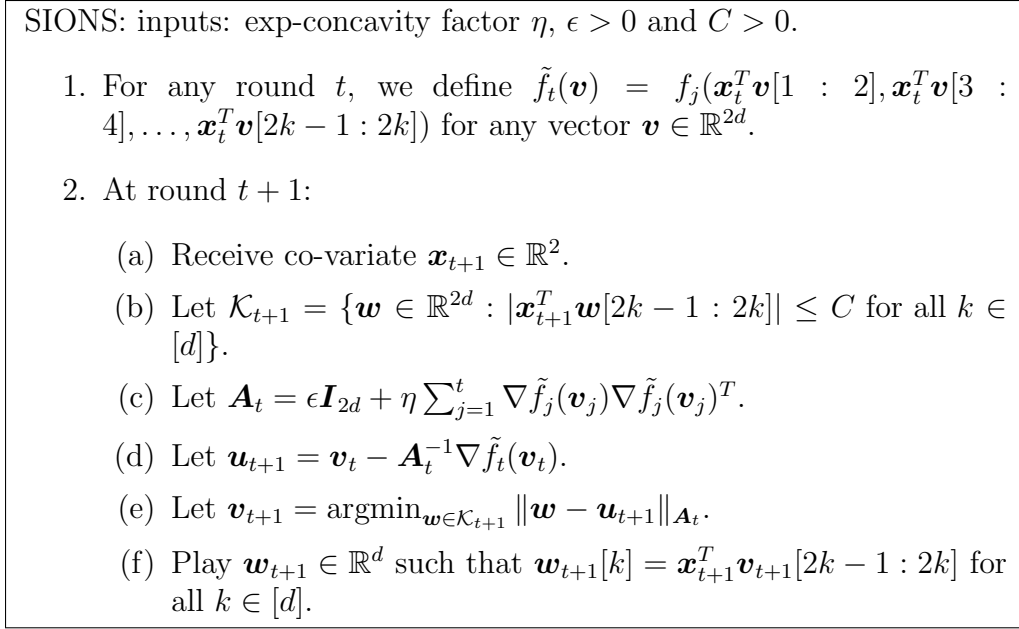 SIONS: inputs: exp-concavity factor η, ϵ > 0 and C > 0.
1. For any round t, we define f̃_t(v) = f_j(x_t^T v[1 : 2], x_t^T v[3 :
4], . . . , x_t^T v[2k − 1 : 2k]) for any vector v ∈ ℝ^{2d}.
2. At round t + 1:
(a) Receive co-variate x_{t+1} ∈ ℝ^2.
(b) Let 𝒦_{t+1} = {w ∈ ℝ^{2d} : |x_{t+1}^T w[2k − 1 : 2k]| ≤ C for all k ∈
[d]}.
(c) Let A_t = ϵI_{2d} + η ∑_{j=1}^t ∇f̃_j(v_j)∇f̃_j(v_j)^T.
(d) Let u_{t+1} = v_t − A_t^{−1}∇f̃_t(v_t).
(e) Let v_{t+1} = argmin_{w∈𝒦_{t+1}} ‖w − u_{t+1}‖_{A_t}.
(f) Play w_{t+1} ∈ ℝ^d such that w_{t+1}[k] = x_{t+1}^T v_{t+1}[2k − 1 : 2k] for
all k ∈ [d].